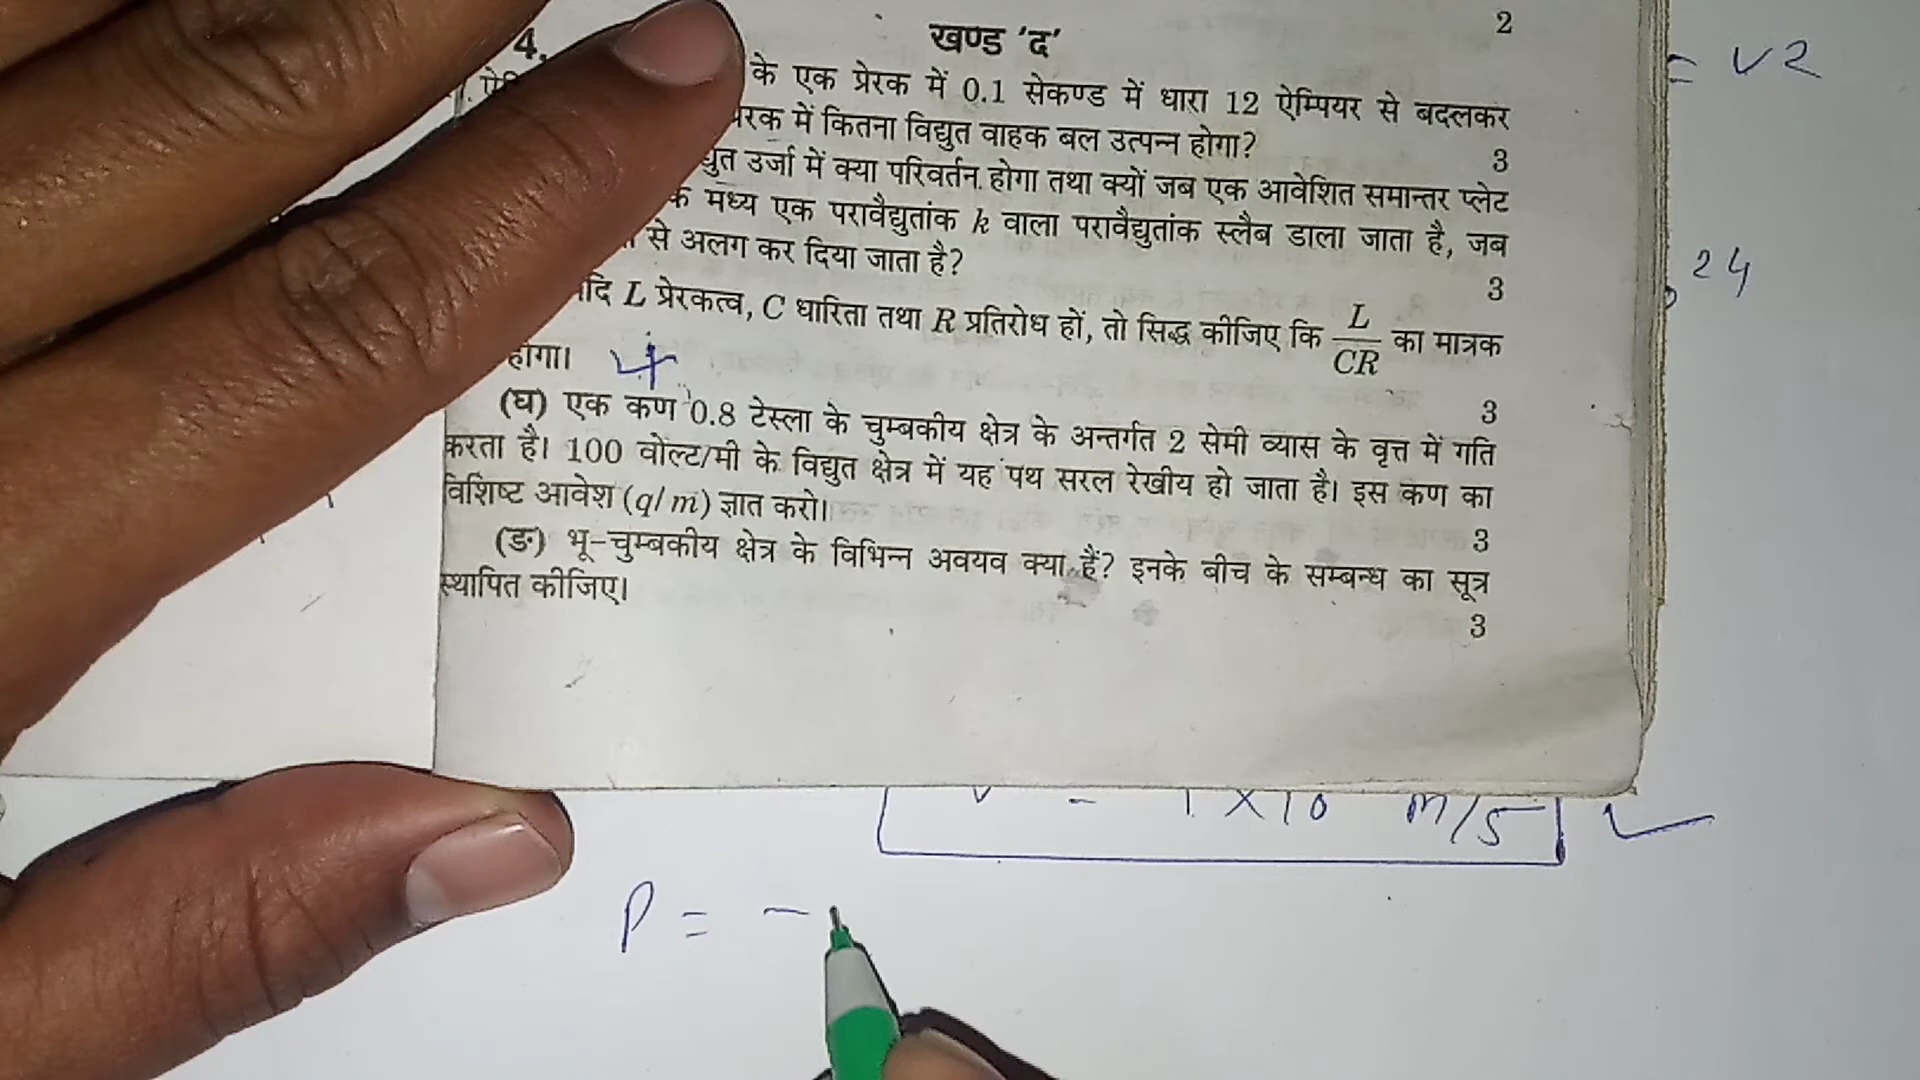 2
= √2
4. खण्ड 'द'
के एक प्रेरक में 0.1 सेकण्ड में धारा 12 ऐम्पियर से बदलकर
में कितना विद्युत वाहक बल उत्पन्न होगा?
3
उर्जा में क्या परिवर्तन होगा तथा क्यों जब एक आवेशित समान्तर प्लेट
मध्य एक परावैद्युतांक k वाला परावैद्युतांक स्लैब डाला जाता है, जब
से अलग कर दिया जाता है?
3
24
L प्रेरकत्व, C धारिता तथा R प्रतिरोध हों, तो सिद्ध कीजिए कि L/CR का मात्रक
होगा।
3
(घ) एक कण 0.8 टेस्ला के चुम्बकीय क्षेत्र के अन्तर्गत 2 सेमी व्यास के वृत्त में गति
करता है। 100 वोल्ट/मी के विद्युत क्षेत्र में यह पथ सरल रेखीय हो जाता है। इस कण का
विशिष्ट आवेश (q/m) ज्ञात करो।
3
(ङ) भू-चुम्बकीय क्षेत्र के विभिन्न अवयव क्या हैं? इनके बीच के सम्बन्ध का सूत्र
स्थापित कीजिए।
3
v = 1 × 10 m/s
P = -